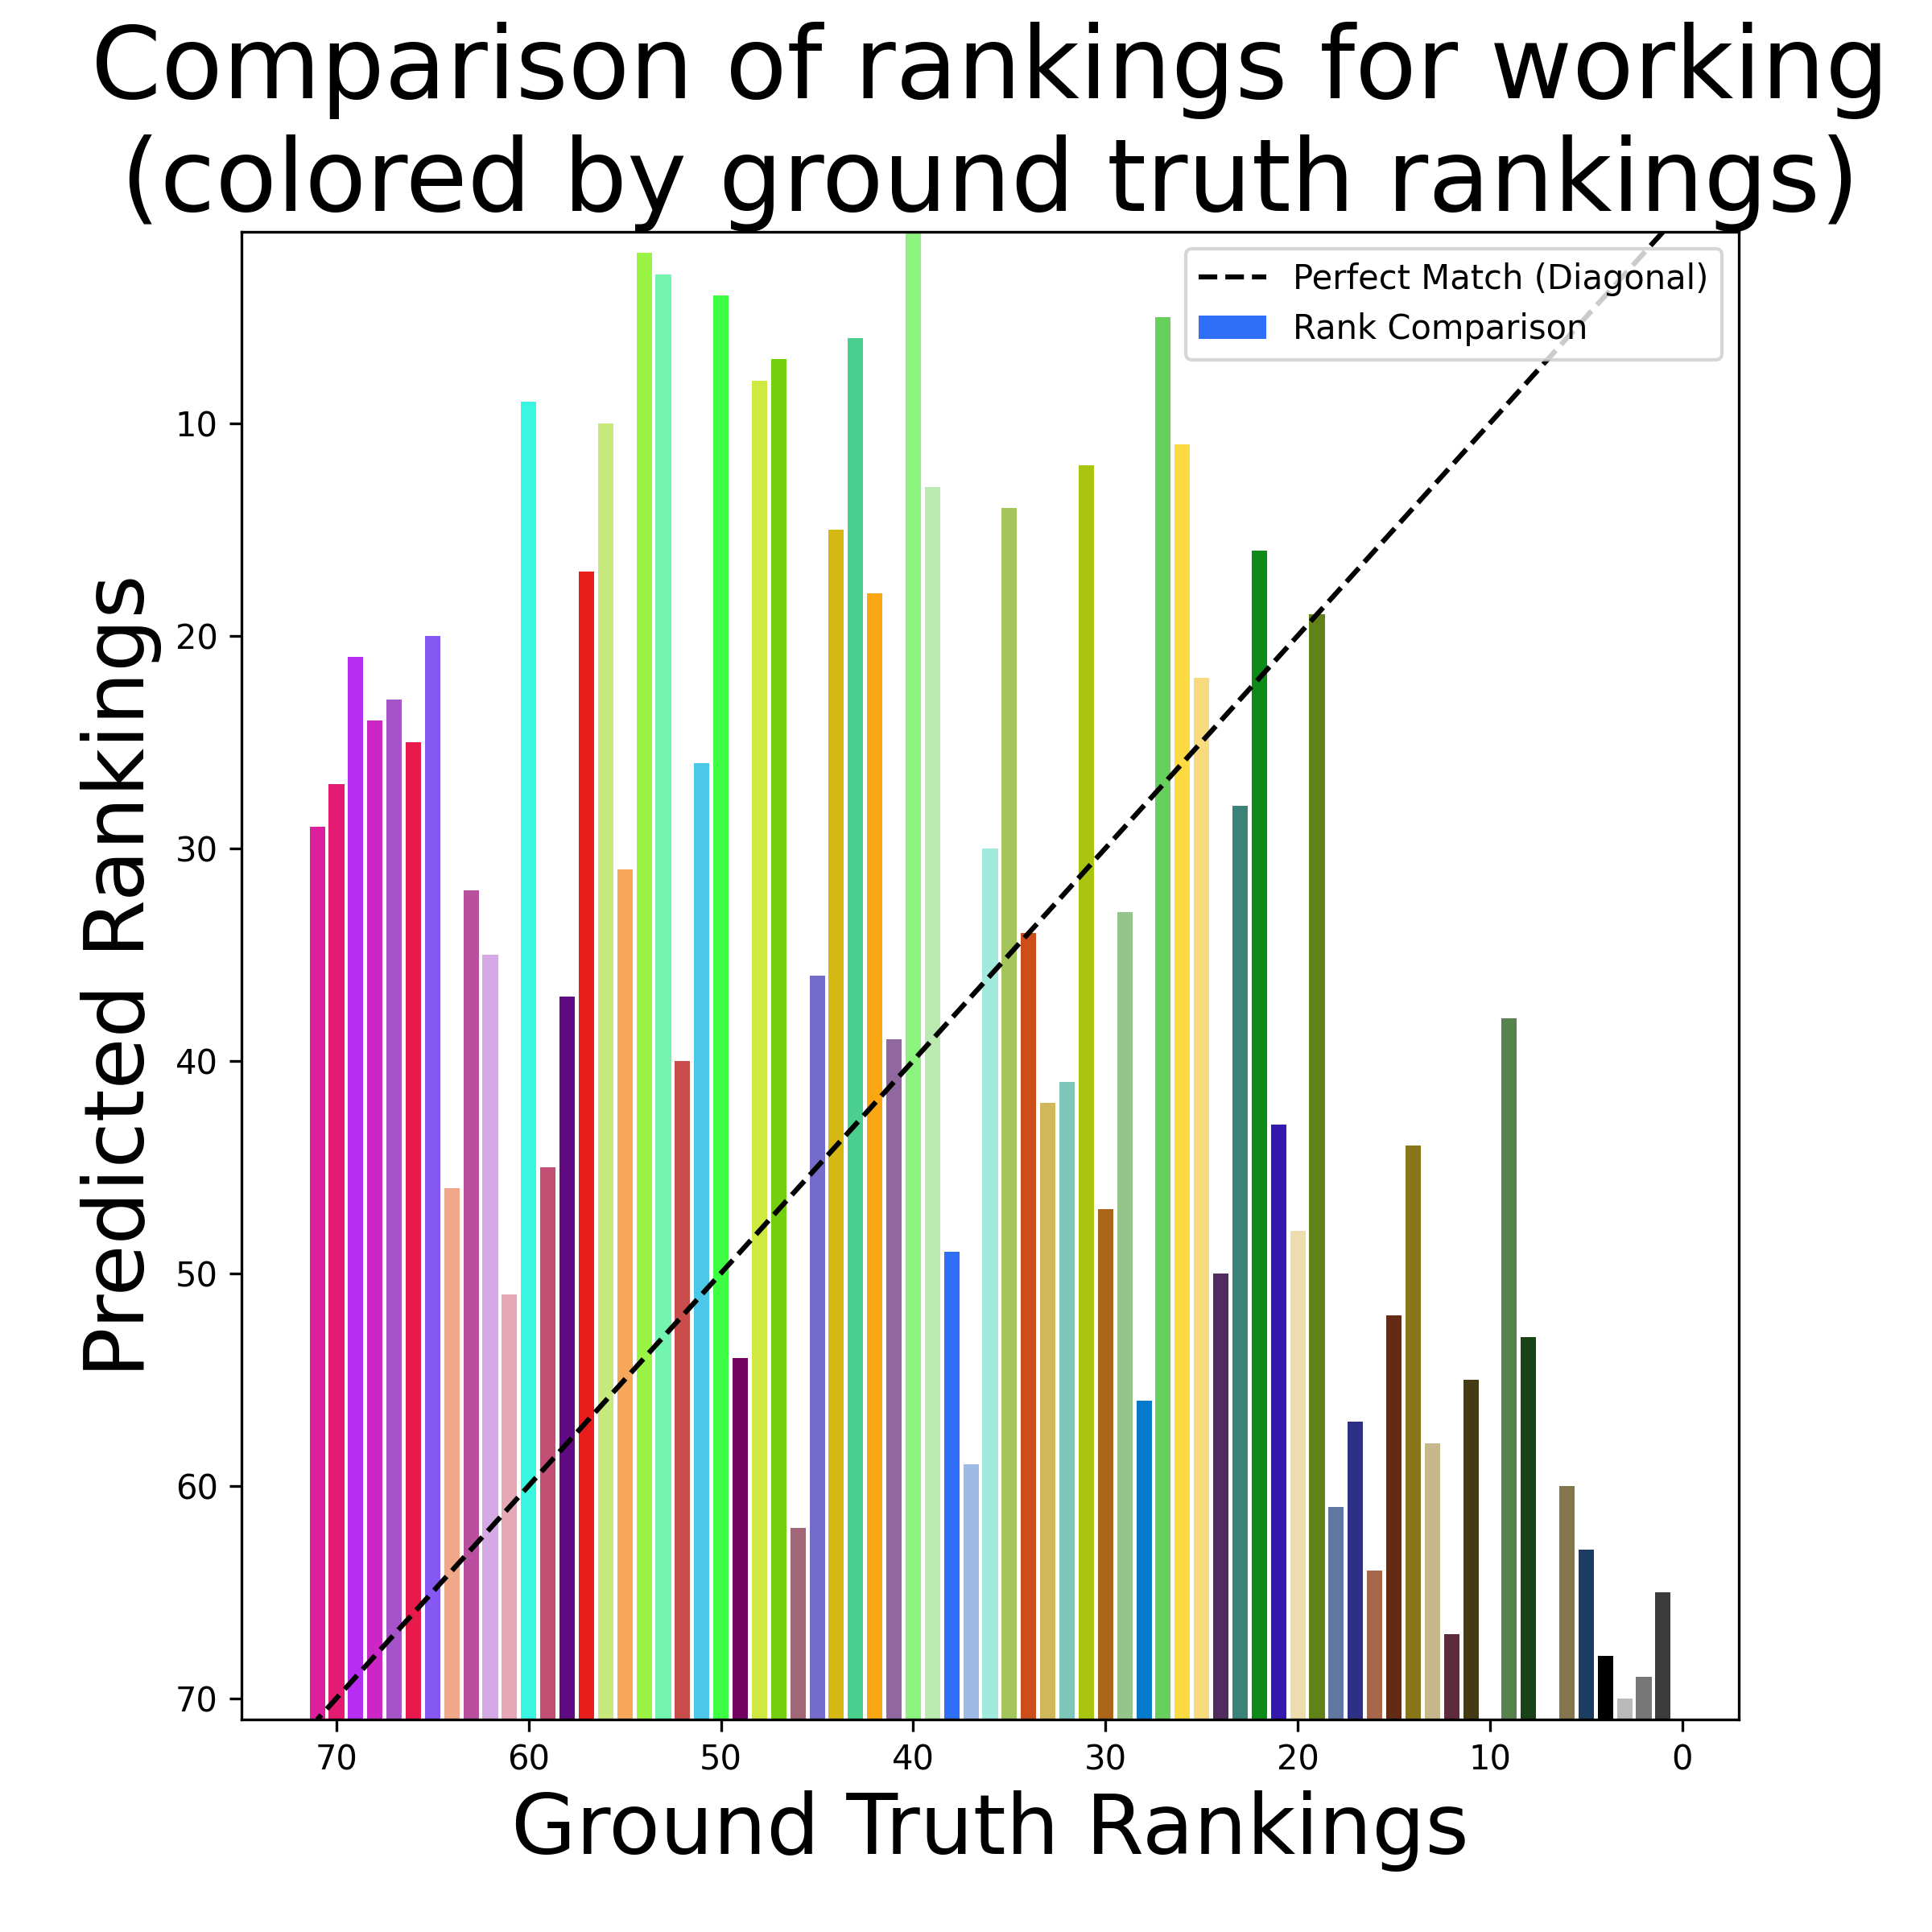 Comparison of rankings for working
(colored by ground truth rankings)
Perfect Match (Diagonal)
Rank Comparison
Predicted Rankings
10
20
30
40
50
60
70
70 60 50 40 30 20 10 0
Ground Truth Rankings